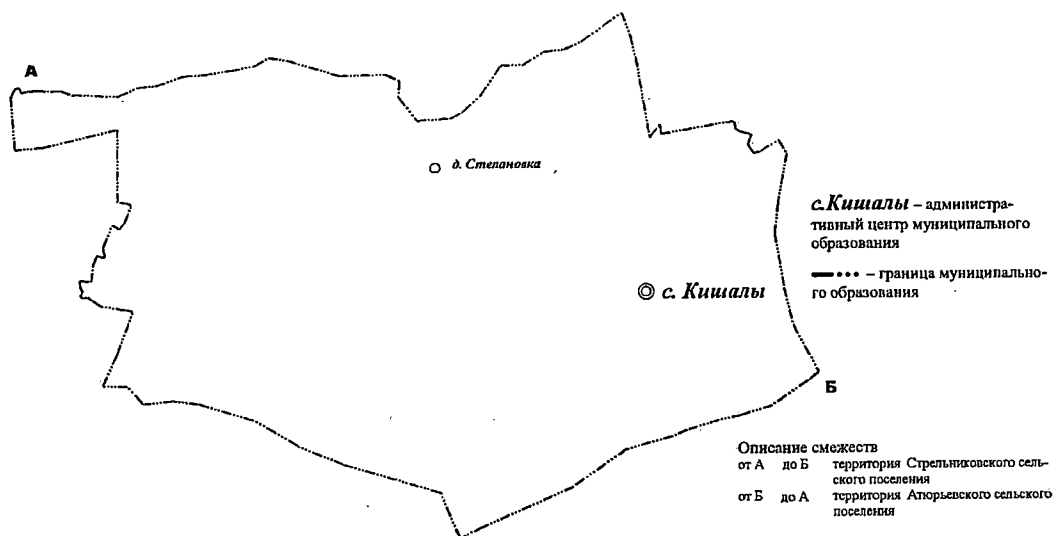 А
д. Степановка
с.Кишалы – администра-
тивный центр муниципального
образования
– граница муниципально-
го образования
с. Кишалы
Б
Описание смежеств
от А до Б территория Стрельниковского сель-
ского поселения
от Б до А территория Атюрьевского сельского
поселения